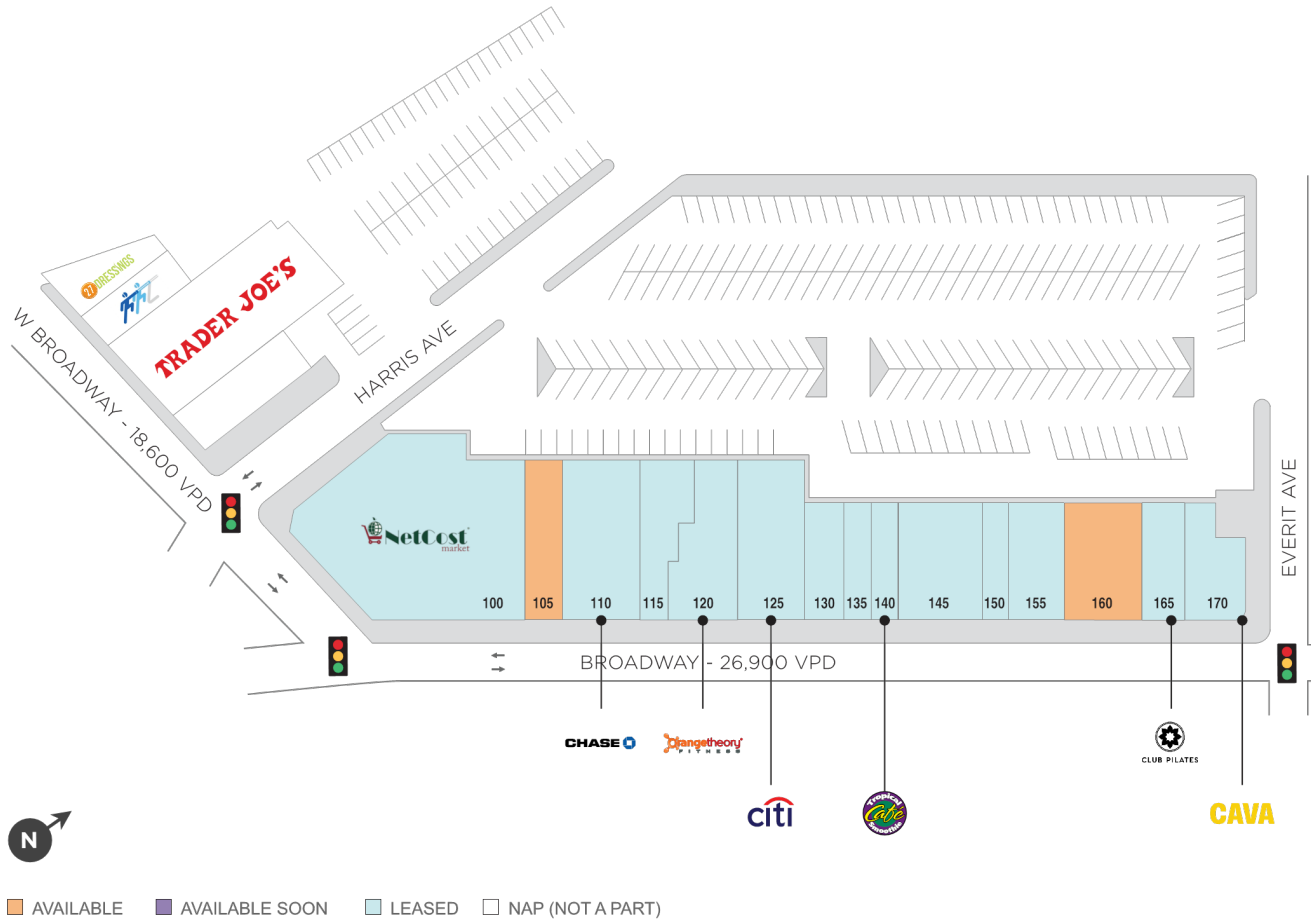 27 DRESSINGS
TRADER JOE'S
W BROADWAY - 18,600 VPD
HARRIS AVE
NetCost
market
100 105 110 115 120 125 130 135 140 145 150 155 160 165 170
EVERIT AVE
BROADWAY - 26,900 VPD
CHASE
Orangetheory
FITNESS
CLUB PILATES
citi
Tropical
Café
Smoothie
CAVA
N
AVAILABLE
AVAILABLE SOON
LEASED
NAP (NOT A PART)